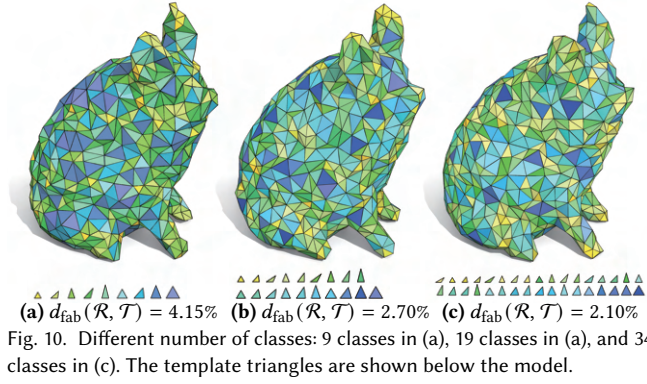 (a) d_fab(R, T) = 4.15% (b) d_fab(R, T) = 2.70% (c) d_fab(R, T) = 2.10%
Fig. 10. Different number of classes: 9 classes in (a), 19 classes in (a), and 34
classes in (c). The template triangles are shown below the model.